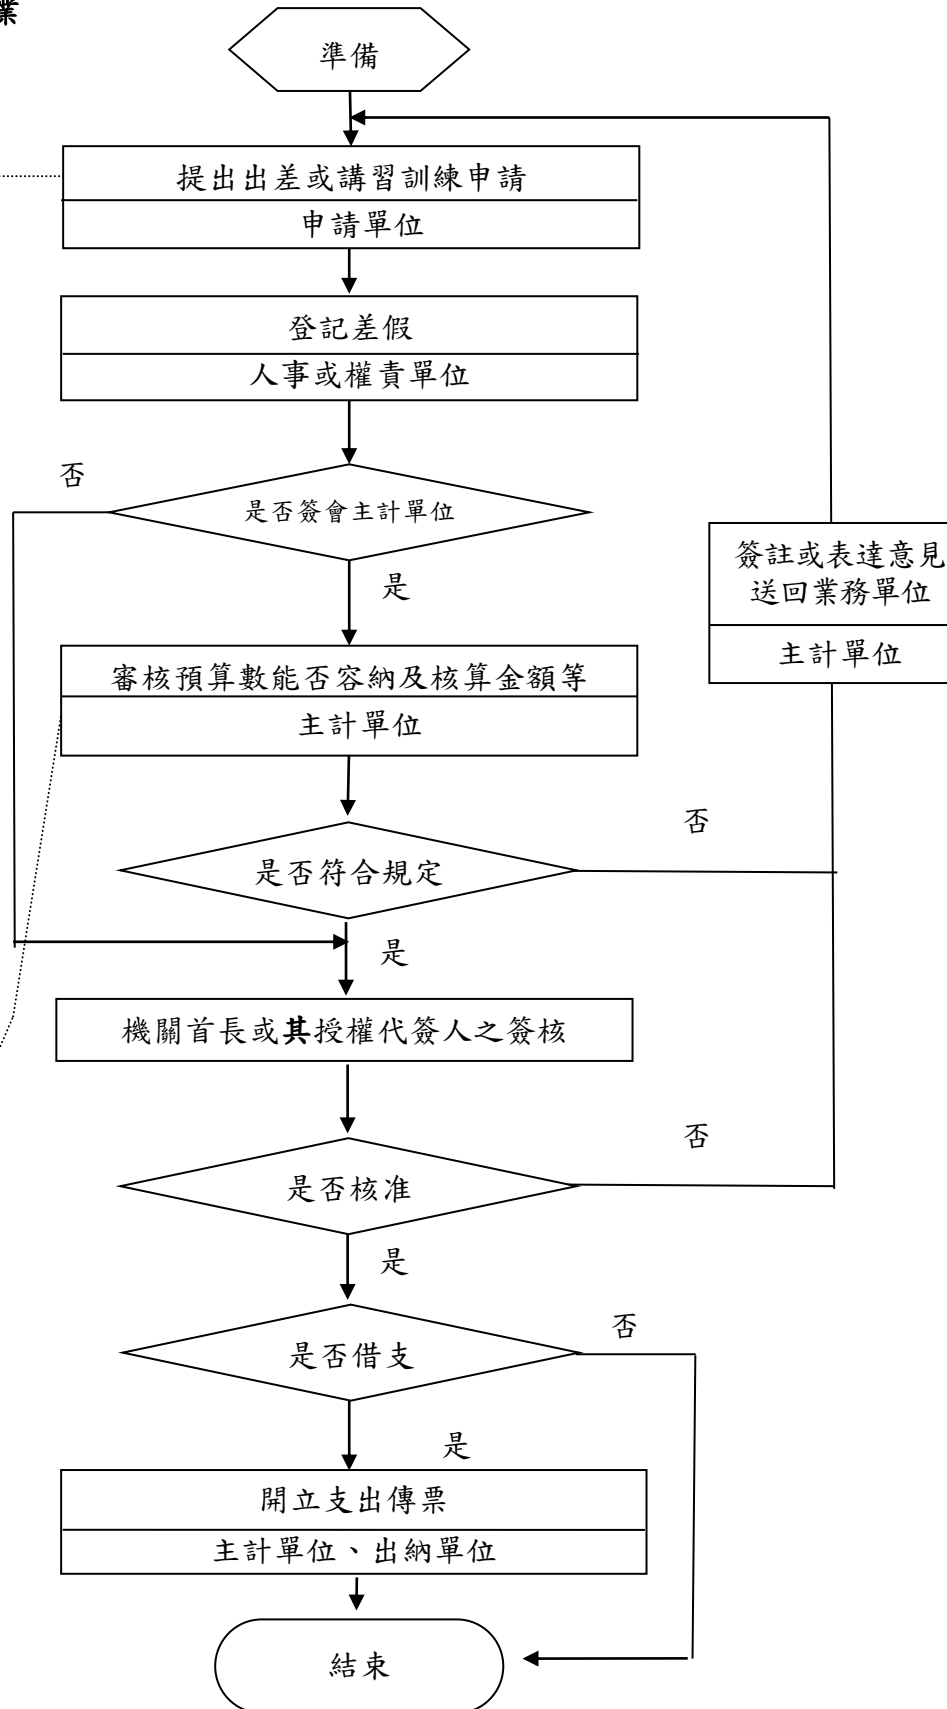 業
準備
提出出差或講習訓練申請
申請單位
登記差假
人事或權責單位
否
是否簽會主計單位
是
簽註或表達意見
送回業務單位
主計單位
審核預算數能否容納及核算金額等
主計單位
否
是否符合規定
是
機關首長或其授權代簽人之簽核
否
是否核准
是
否
是否借支
是
開立支出傳票
主計單位、出納單位
結束